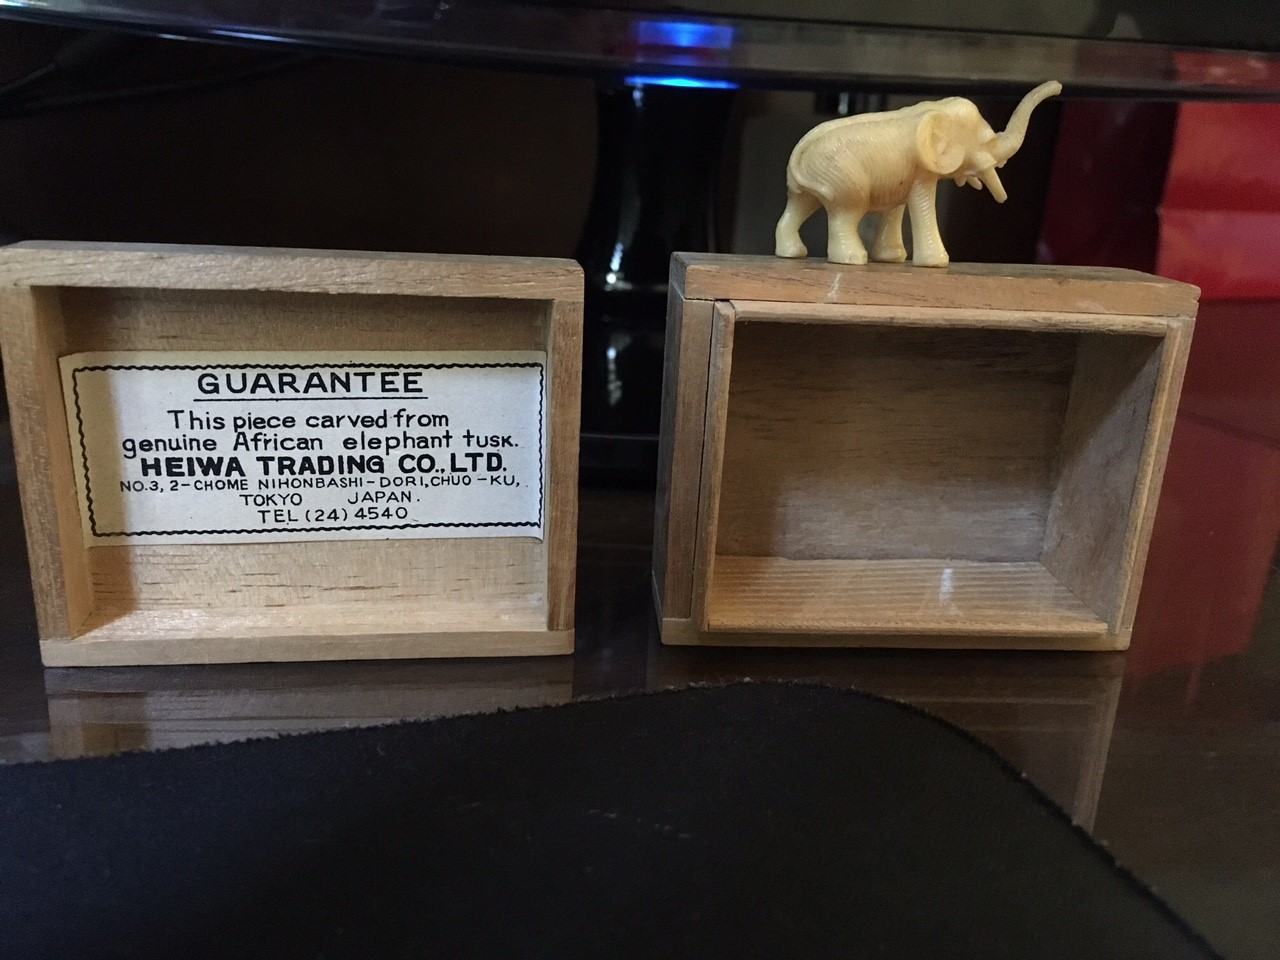 GUARANTEE
This piece carved from
genuine African elephant tusk.
HEIWA TRADING CO., LTD.
NO.3, 2-CHOME NIHONBASHI-DORI, CHUO-KU,
TOKYO JAPAN.
TEL (24) 4540